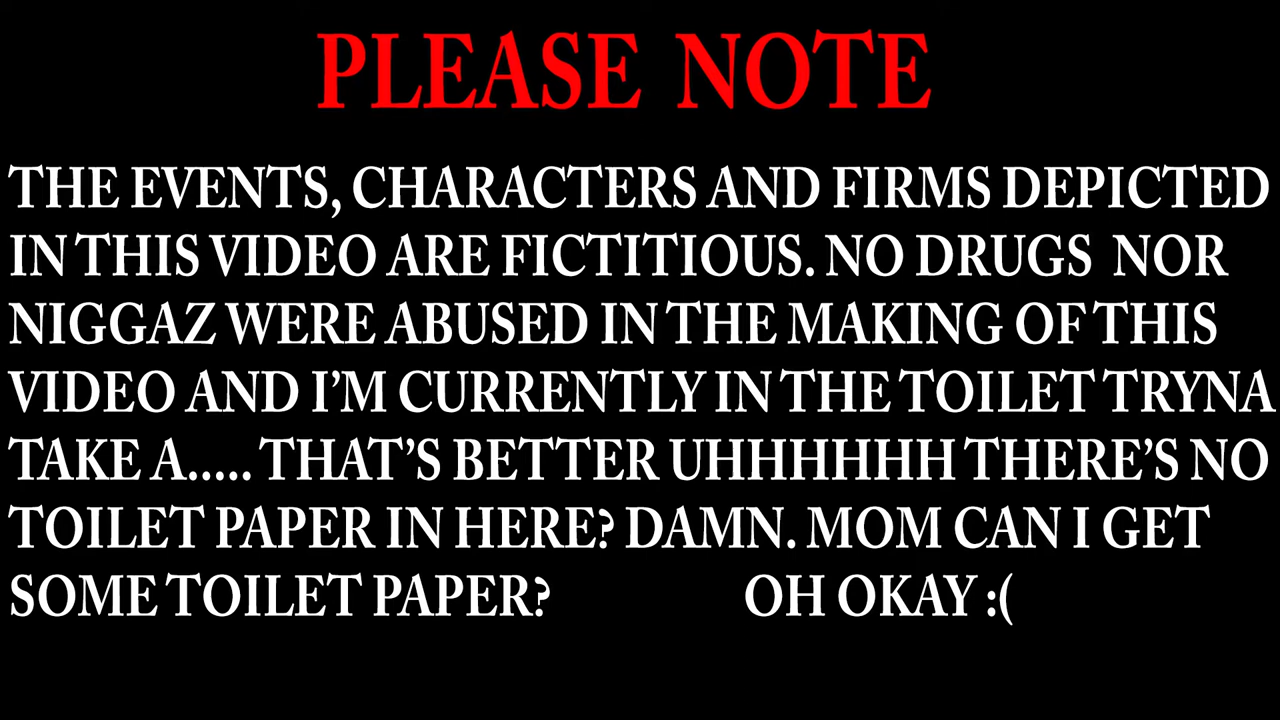 PLEASE NOTE
THE EVENTS, CHARACTERS AND FIRMS DEPICTED
IN THIS VIDEO ARE FICTITIOUS. NO DRUGS NOR
NIGGAZ WERE ABUSED IN THE MAKING OF THIS
VIDEO AND I'M CURRENTLY IN THE TOILET TRYNA
TAKE A..... THAT'S BETTER UHHHHHH THERE'S NO
TOILET PAPER IN HERE? DAMN. MOM CAN I GET
SOME TOILET PAPER? OH OKAY :(